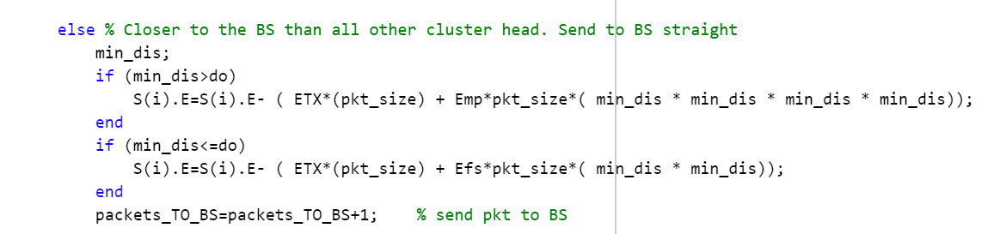 else % Closer to the BS than all other cluster head. Send to BS straight
min_dis;
if (min_dis>do)
S(i).E=S(i).E- ( ETX*(pkt_size) + Emp*pkt_size*( min_dis * min_dis * min_dis * min_dis));
end
if (min_dis<=do)
S(i).E=S(i).E- ( ETX*(pkt_size) + Efs*pkt_size*( min_dis * min_dis));
end
packets_TO_BS=packets_TO_BS+1; % send pkt to BS